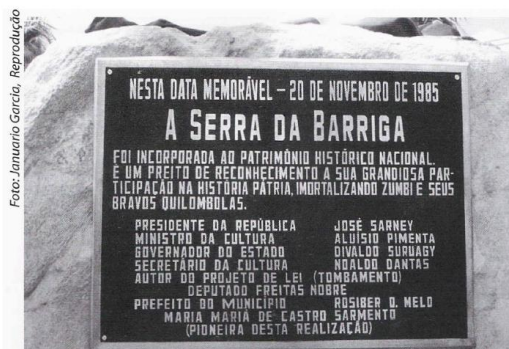 Foto: Januario Garcia, Reprodução
NESTA DATA MEMORÁVEL – 20 DE NOVEMBRO DE 1985
A SERRA DA BARRIGA
FOI INCORPORADA AO PATRIMÔNIO HISTÓRICO NACIONAL.
É UM PREITO DE RECONHECIMENTO A SUA GRANDIOSA PAR-
TICIPAÇÃO NA HISTÓRIA PÁTRIA, IMORTALIZANDO ZUMBI E SEUS
BRAVOS QUILOMBOLAS.
PRESIDENTE DA REPÚBLICA JOSÉ SARNEY
MINISTRO DA CULTURA ALUÍSIO PIMENTA
GOVERNADOR DO ESTADO DIVALDO SURUAGY
SECRETÁRIO DA CULTURA NOALDO DANTAS
AUTOR DO PROJETO DE LEI (TOMBAMENTO)
DEPUTADO FREITAS NOBRE
PREFEITO DO MUNICÍPIO ROSIBER O. MELO
MARIA MARIÁ DE CASTRO SARMENTO
(PIONEIRA DESTA REALIZAÇÃO)